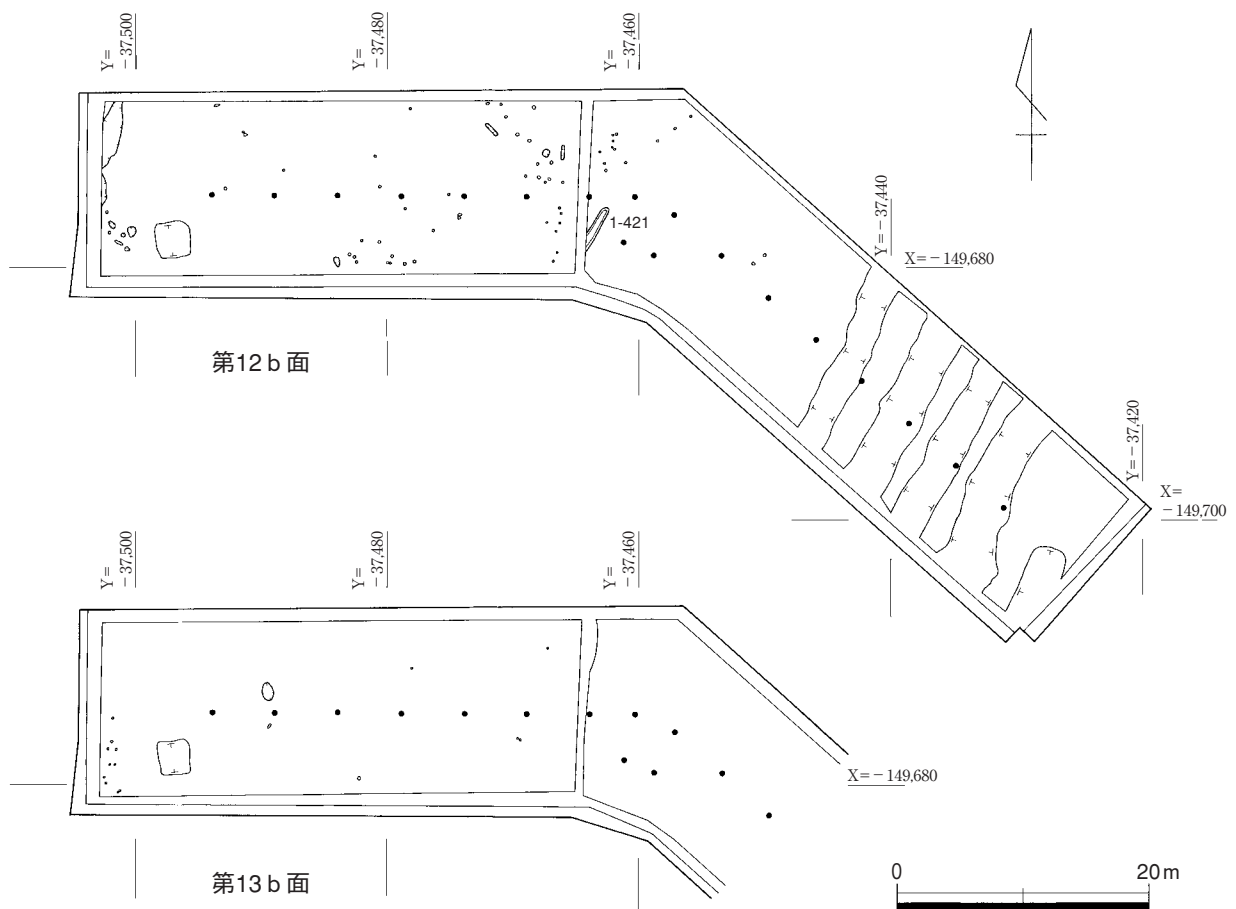 Y=
-37,500
Y=
-37,480
Y=
-37,460
Y=-37,440
X=-149,680
1-421
第12b面
Y=-37,420
X=
-149,700
Y=
-37,500
Y=
-37,480
Y=
-37,460
X=-149,680
第13b面
0
20m